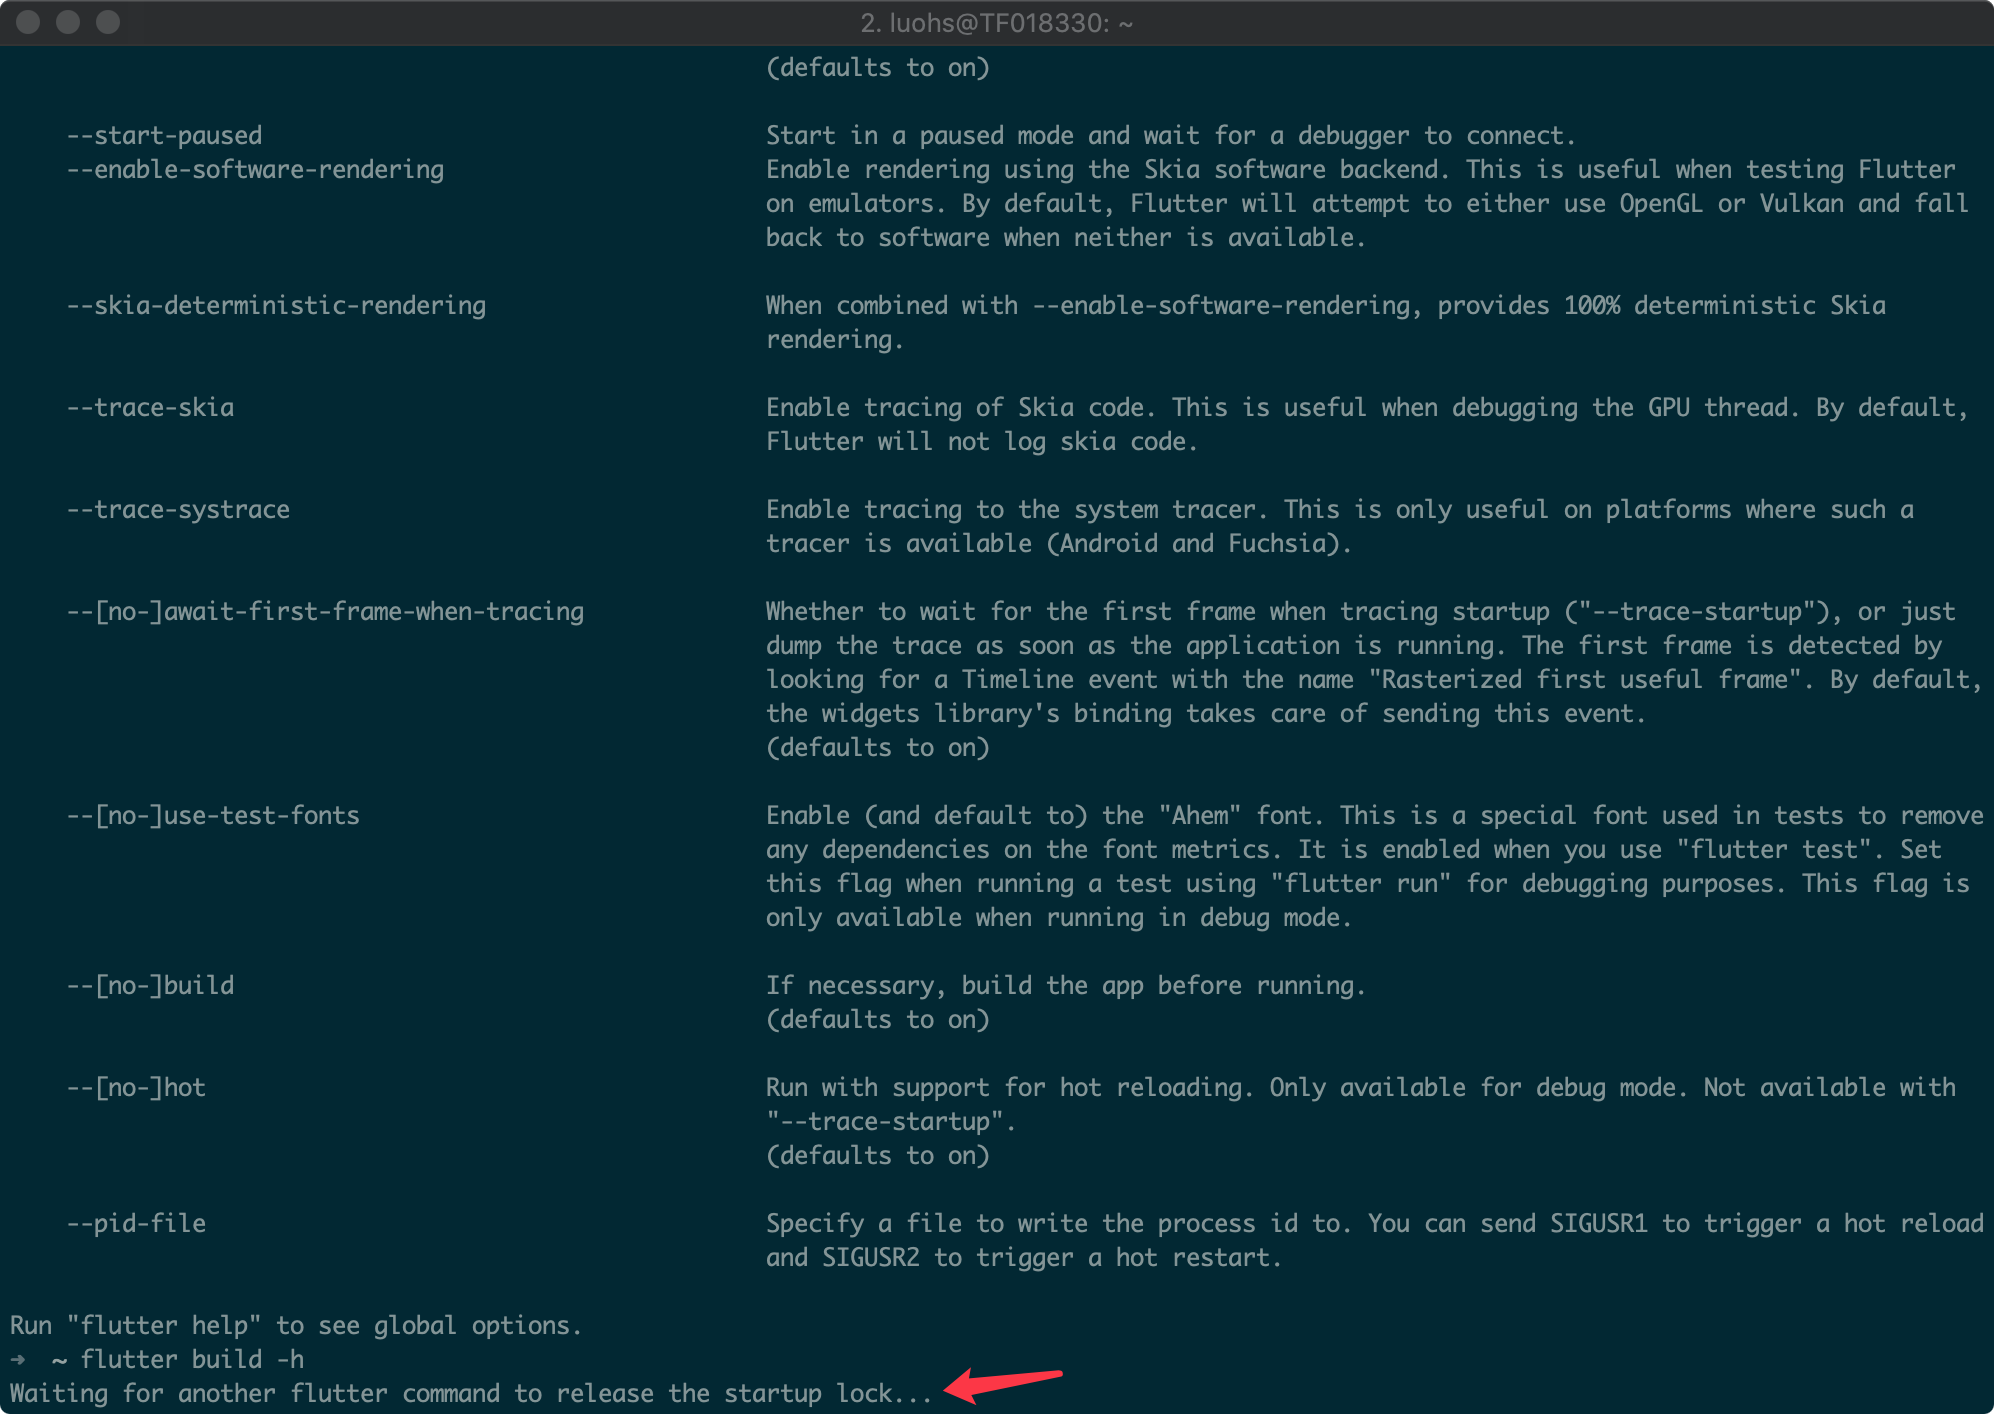 2. luohs@TF018330: ~
(defaults to on)
--start-paused Start in a paused mode and wait for a debugger to connect.
--enable-software-rendering Enable rendering using the Skia software backend. This is useful when testing Flutter
on emulators. By default, Flutter will attempt to either use OpenGL or Vulkan and fall
back to software when neither is available.
--skia-deterministic-rendering When combined with --enable-software-rendering, provides 100% deterministic Skia
rendering.
--trace-skia Enable tracing of Skia code. This is useful when debugging the GPU thread. By default,
Flutter will not log skia code.
--trace-systrace Enable tracing to the system tracer. This is only useful on platforms where such a
tracer is available (Android and Fuchsia).
--[no-]await-first-frame-when-tracing Whether to wait for the first frame when tracing startup ("--trace-startup"), or just
dump the trace as soon as the application is running. The first frame is detected by
looking for a Timeline event with the name "Rasterized first useful frame". By default,
the widgets library's binding takes care of sending this event.
(defaults to on)
--[no-]use-test-fonts Enable (and default to) the "Ahem" font. This is a special font used in tests to remove
any dependencies on the font metrics. It is enabled when you use "flutter test". Set
this flag when running a test using "flutter run" for debugging purposes. This flag is
only available when running in debug mode.
--[no-]build If necessary, build the app before running.
(defaults to on)
--[no-]hot Run with support for hot reloading. Only available for debug mode. Not available with
"--trace-startup".
(defaults to on)
--pid-file Specify a file to write the process id to. You can send SIGUSR1 to trigger a hot reload
and SIGUSR2 to trigger a hot restart.
Run "flutter help" to see global options.
➜ ~ flutter build -h
Waiting for another flutter command to release the startup lock...